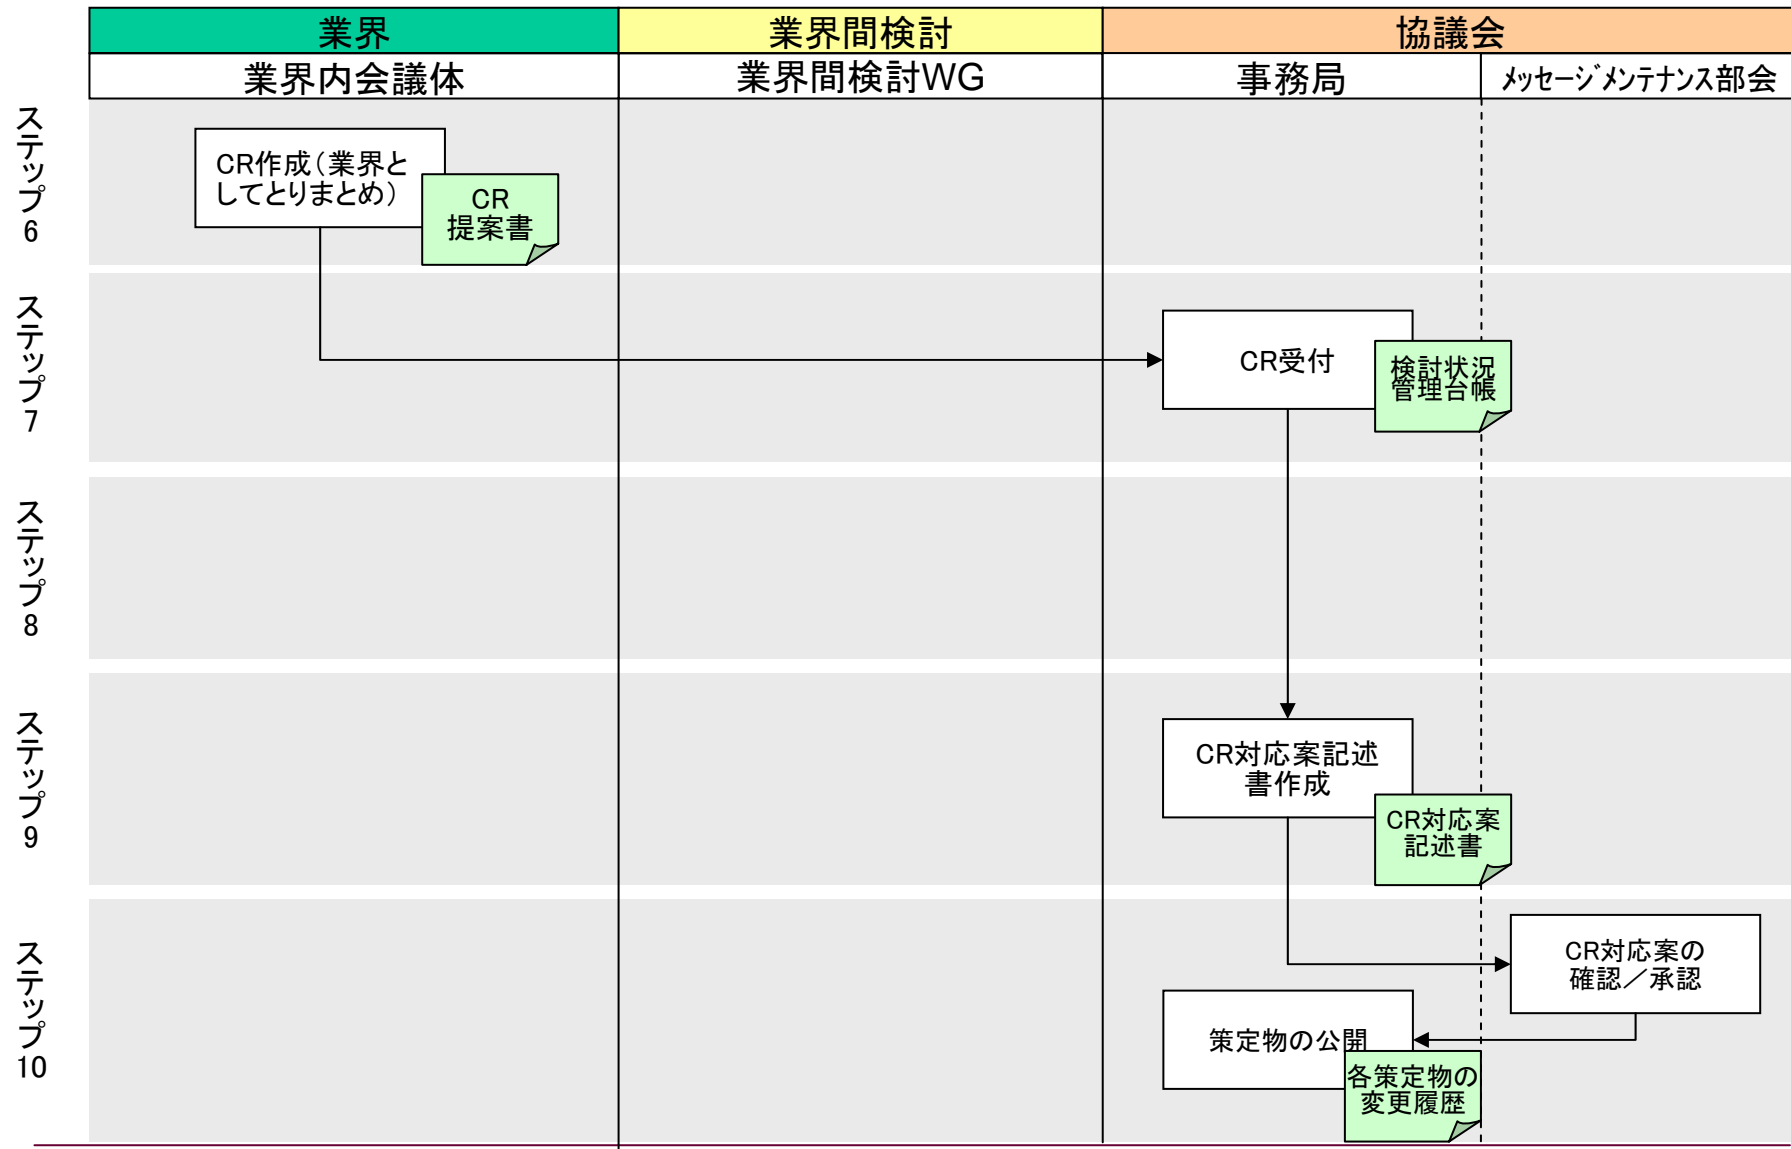 業界
業界間検討
協議会
業界内会議体
業界間検討WG
事務局
メッセージメンテナンス部会
ステップ6
CR作成（業界と
してとりまとめ）
CR
提案書
ステップ7
CR受付
検討状況
管理台帳
ステップ8
ステップ9
CR対応案記述
書作成
CR対応案
記述書
ステップ10
CR対応案の
確認／承認
策定物の公開
各策定物の
変更履歴